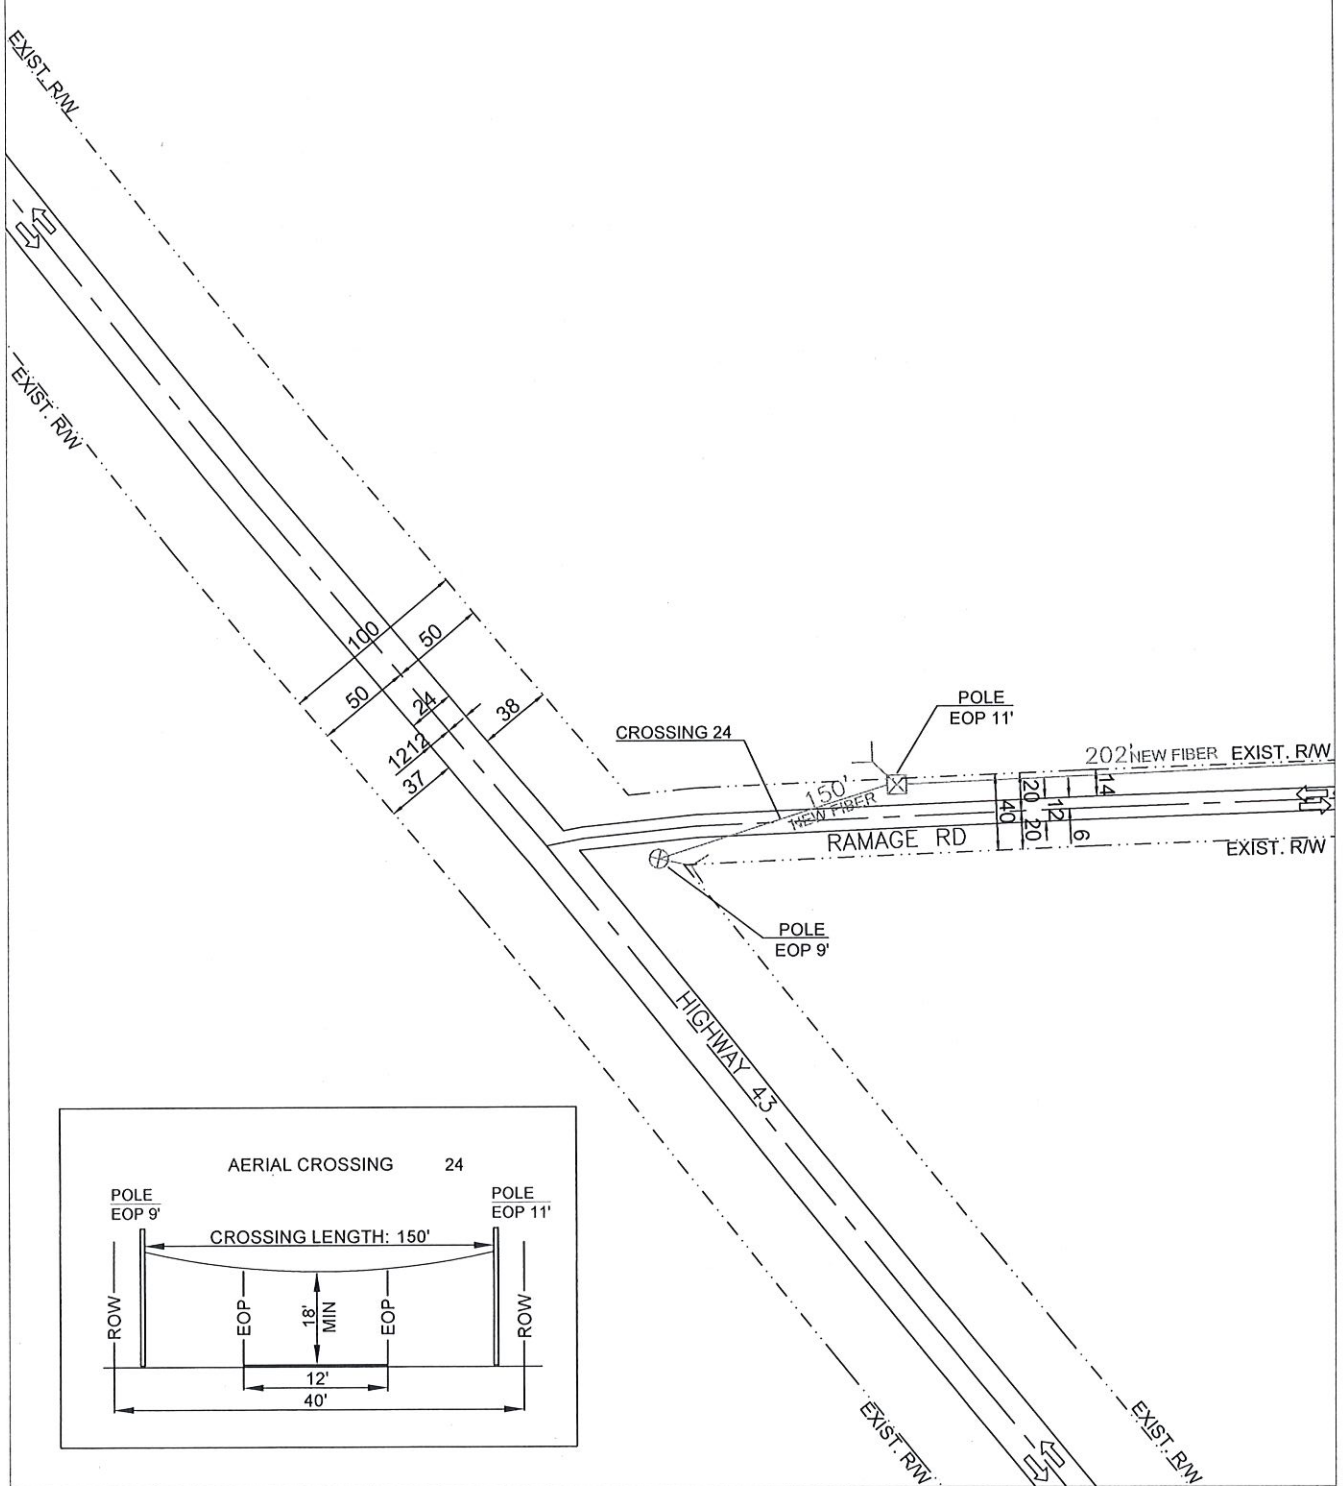 EXIST. R/W
EXIST. R/W
100
50
50
24
38
1212
37
POLE
EOP 11'
CROSSING 24
150'
NEW FIBER
202' NEW FIBER EXIST. R/W
14
20
12
40
20
6
RAMAGE RD
EXIST. R/W
POLE
EOP 9'
HIGHWAY 43
AERIAL CROSSING 24
POLE
EOP 9'
POLE
EOP 11'
CROSSING LENGTH: 150'
ROW
EOP
18'
MIN
EOP
ROW
12'
40'
EXIST. R/W
EXIST. R/W